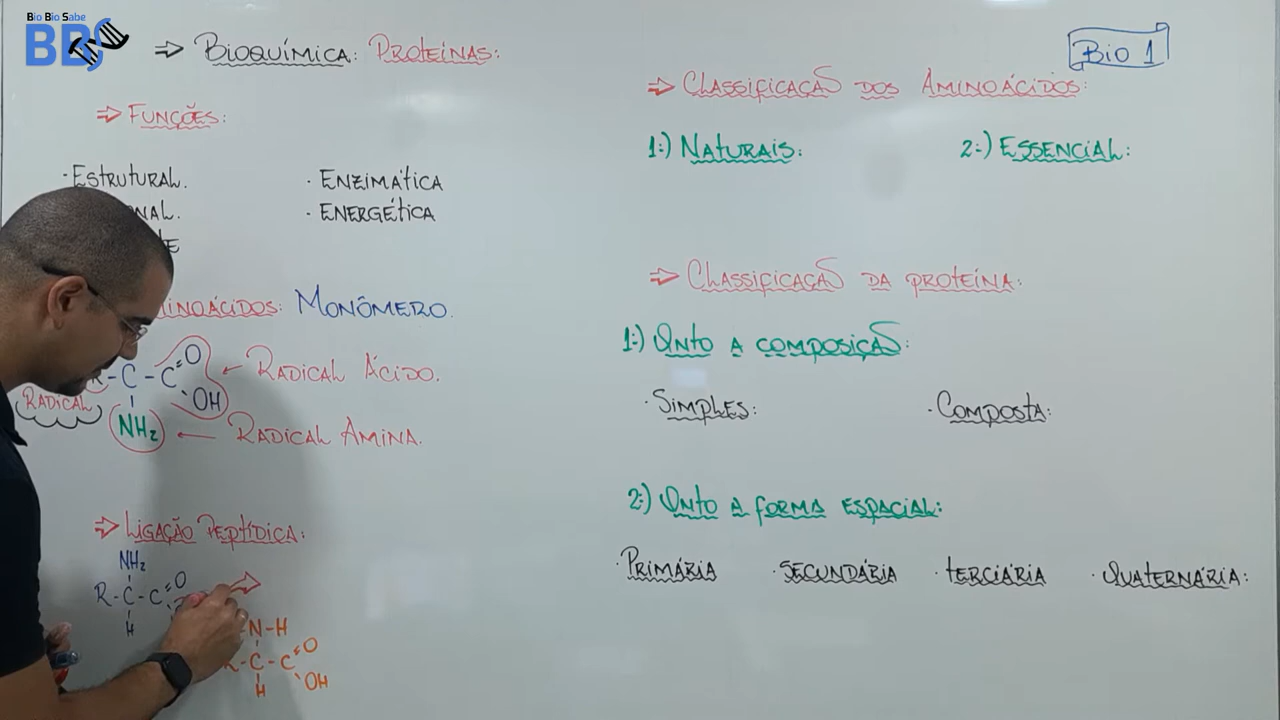 Bio Bio Sabe
BBS
⇒ BIOQUÍMICA: PROTEÍNAS:
⇒ FUNÇÕES:
· ESTRUTURAL.
· ENZIMÁTICA
· ENERGÉTICA
MONÔMERO.
- C - C
O
OH
← RADICAL ÁCIDO.
RADICAL
NH₂
← RADICAL AMINA.
⇒ LIGAÇÃO PEPTÍDICA:
NH₂
R - C - C
O
H
N - H
- C - C
O
OH
H
Bio 1
⇒ CLASSIFICAÇÃO DOS AMINOÁCIDOS:
1:) NATURAIS:
2:) ESSENCIAL:
⇒ CLASSIFICAÇÃO DA PROTEÍNA:
1:) QNTO A COMPOSIÇÃO:
· SIMPLES:
· COMPOSTA:
2:) QNTO A FORMA ESPACIAL:
· PRIMÁRIA · SECUNDÁRIA · TERCIÁRIA · QUATERNÁRIA: